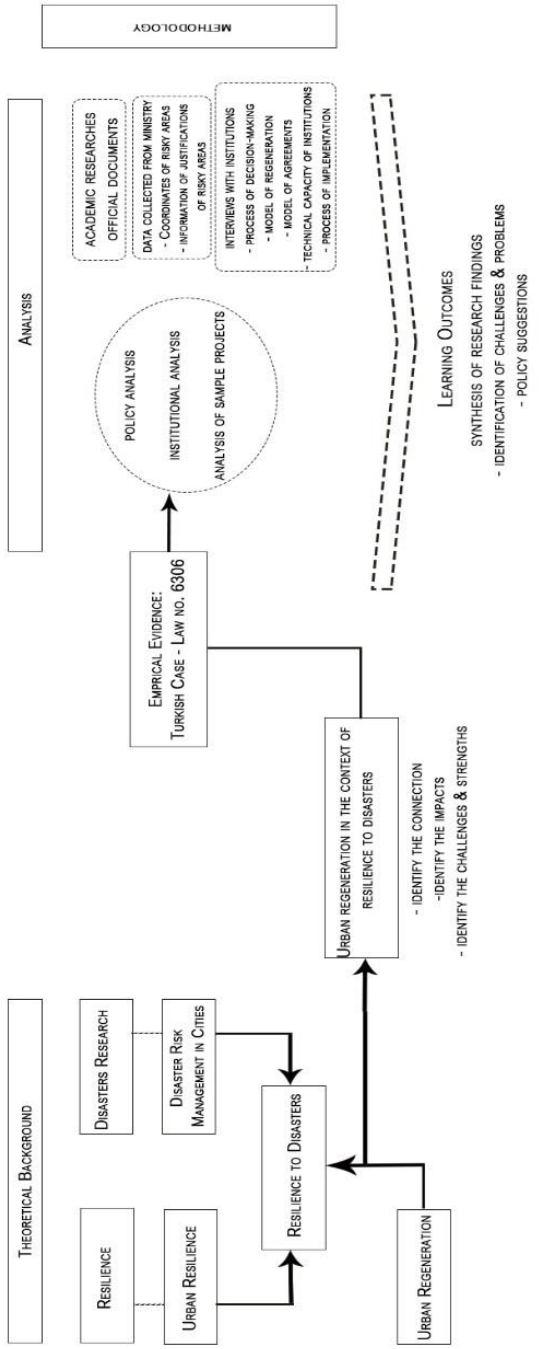 THEORETICAL BACKGROUND
RESILIENCE
URBAN RESILIENCE
DISASTERS RESEARCH
DISASTER RISK
MANAGEMENT IN CITIES
RESILIENCE TO DISASTERS
URBAN REGENERATION
URBAN REGENERATION IN THE CONTEXT OF
RESILIENCE TO DISASTERS
- IDENTIFY THE CONNECTION
-IDENTIFY THE IMPACTS
- IDENTIFY THE CHALLENGES & STRENGTHS
EMPRICAL EVIDENCE:
TURKISH CASE - LAW NO. 6306
ANALYSIS
POLICY ANALYSIS
INSTITUTIONAL ANALYSIS
ANALYSIS OF SAMPLE PROJECTS
ACADEMIC RESEARCHES
OFFICIAL DOCUMENTS
DATA COLLECTED FROM MINISTRY
- COORDINATES OF RISKY AREAS
- INFORMATION OF JUSTIFICATIONS
OF RISKY AREAS
INTERVIEWS WITH INSTITUTIONS
- PROCESS OF DECISION-MAKING
- MODEL OF REGENERATION
- MODEL OF AGREEMENTS
- TECHNICAL CAPACITY OF INSTITUTIONS
- PROCESS OF IMPLEMENTATION
METHODOLOGY
LEARNING OUTCOMES
SYNTHESIS OF RESEARCH FINDINGS
- IDENTIFICATION OF CHALLENGES & PROBLEMS
- POLICY SUGGESTIONS